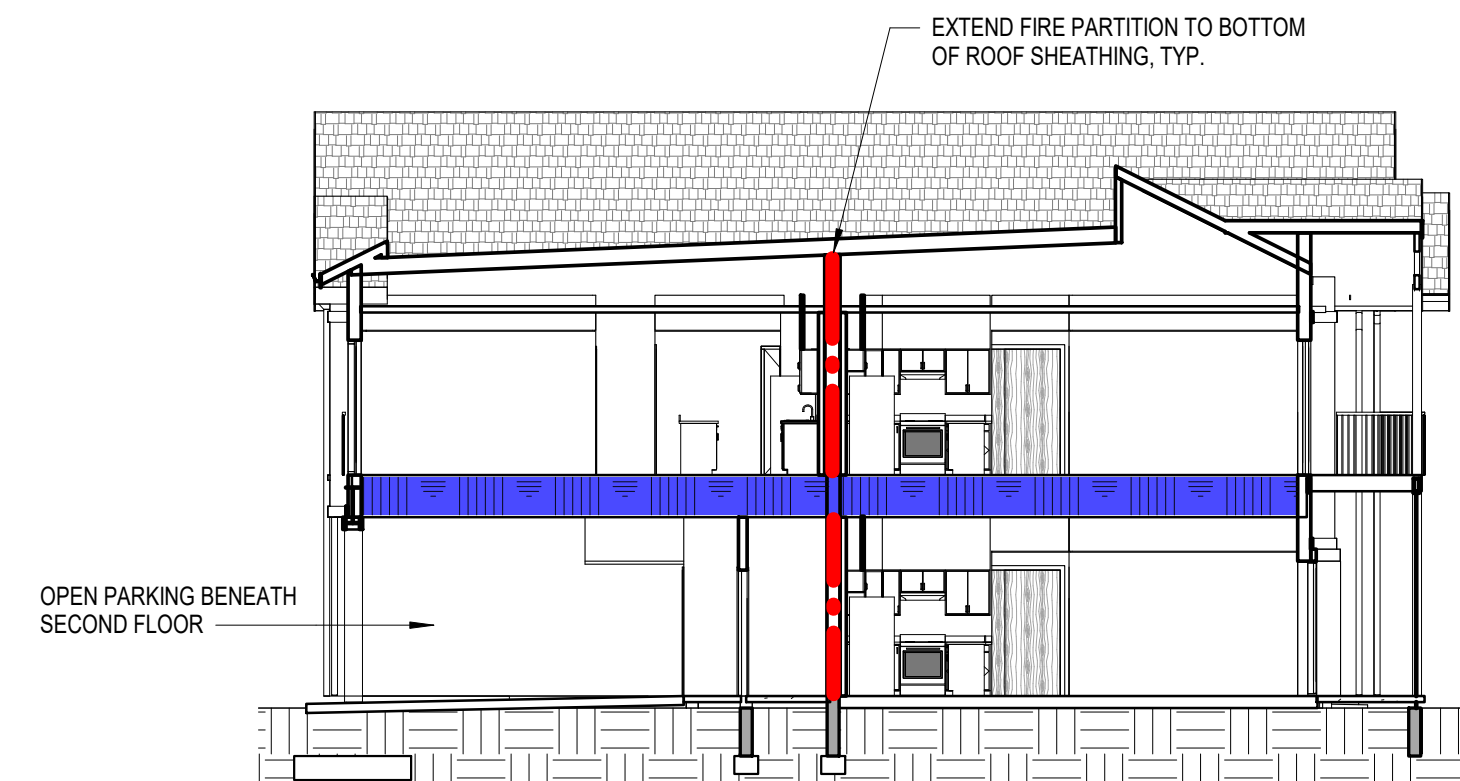 EXTEND FIRE PARTITION TO BOTTOM
OF ROOF SHEATHING, TYP.
OPEN PARKING BENEATH
SECOND FLOOR